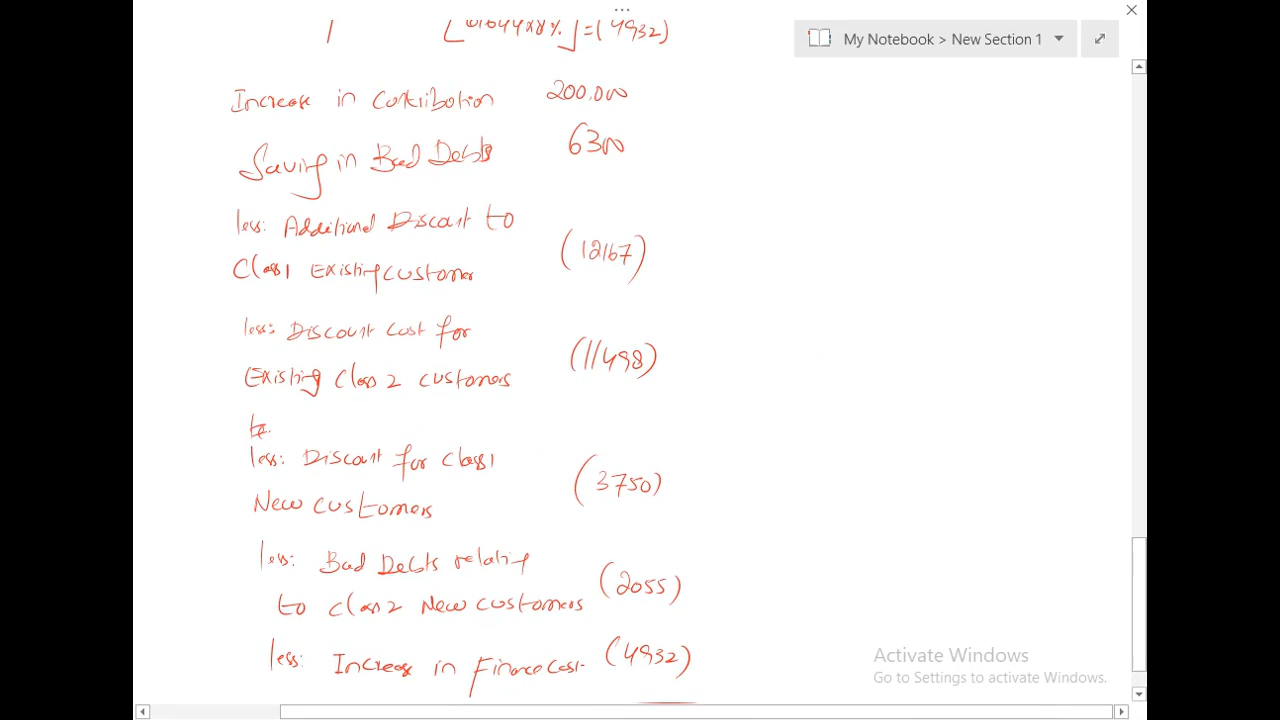 ...
×
My Notebook > New Section 1
[61644x8%]=(4932)
Increase in Contribution 200,000
Saving in Bad Debts 6300
less: Additional Discount to
Class 1 Existing customer (12167)
less: Discount cost for
Existing Class 2 customers (11498)
less: Discount for Class 1
New customers (3750)
less: Bad Debts relating
to Class 2 New customers (2055)
less: Increase in Finance Cost (4932)
Activate Windows
Go to Settings to activate Windows.